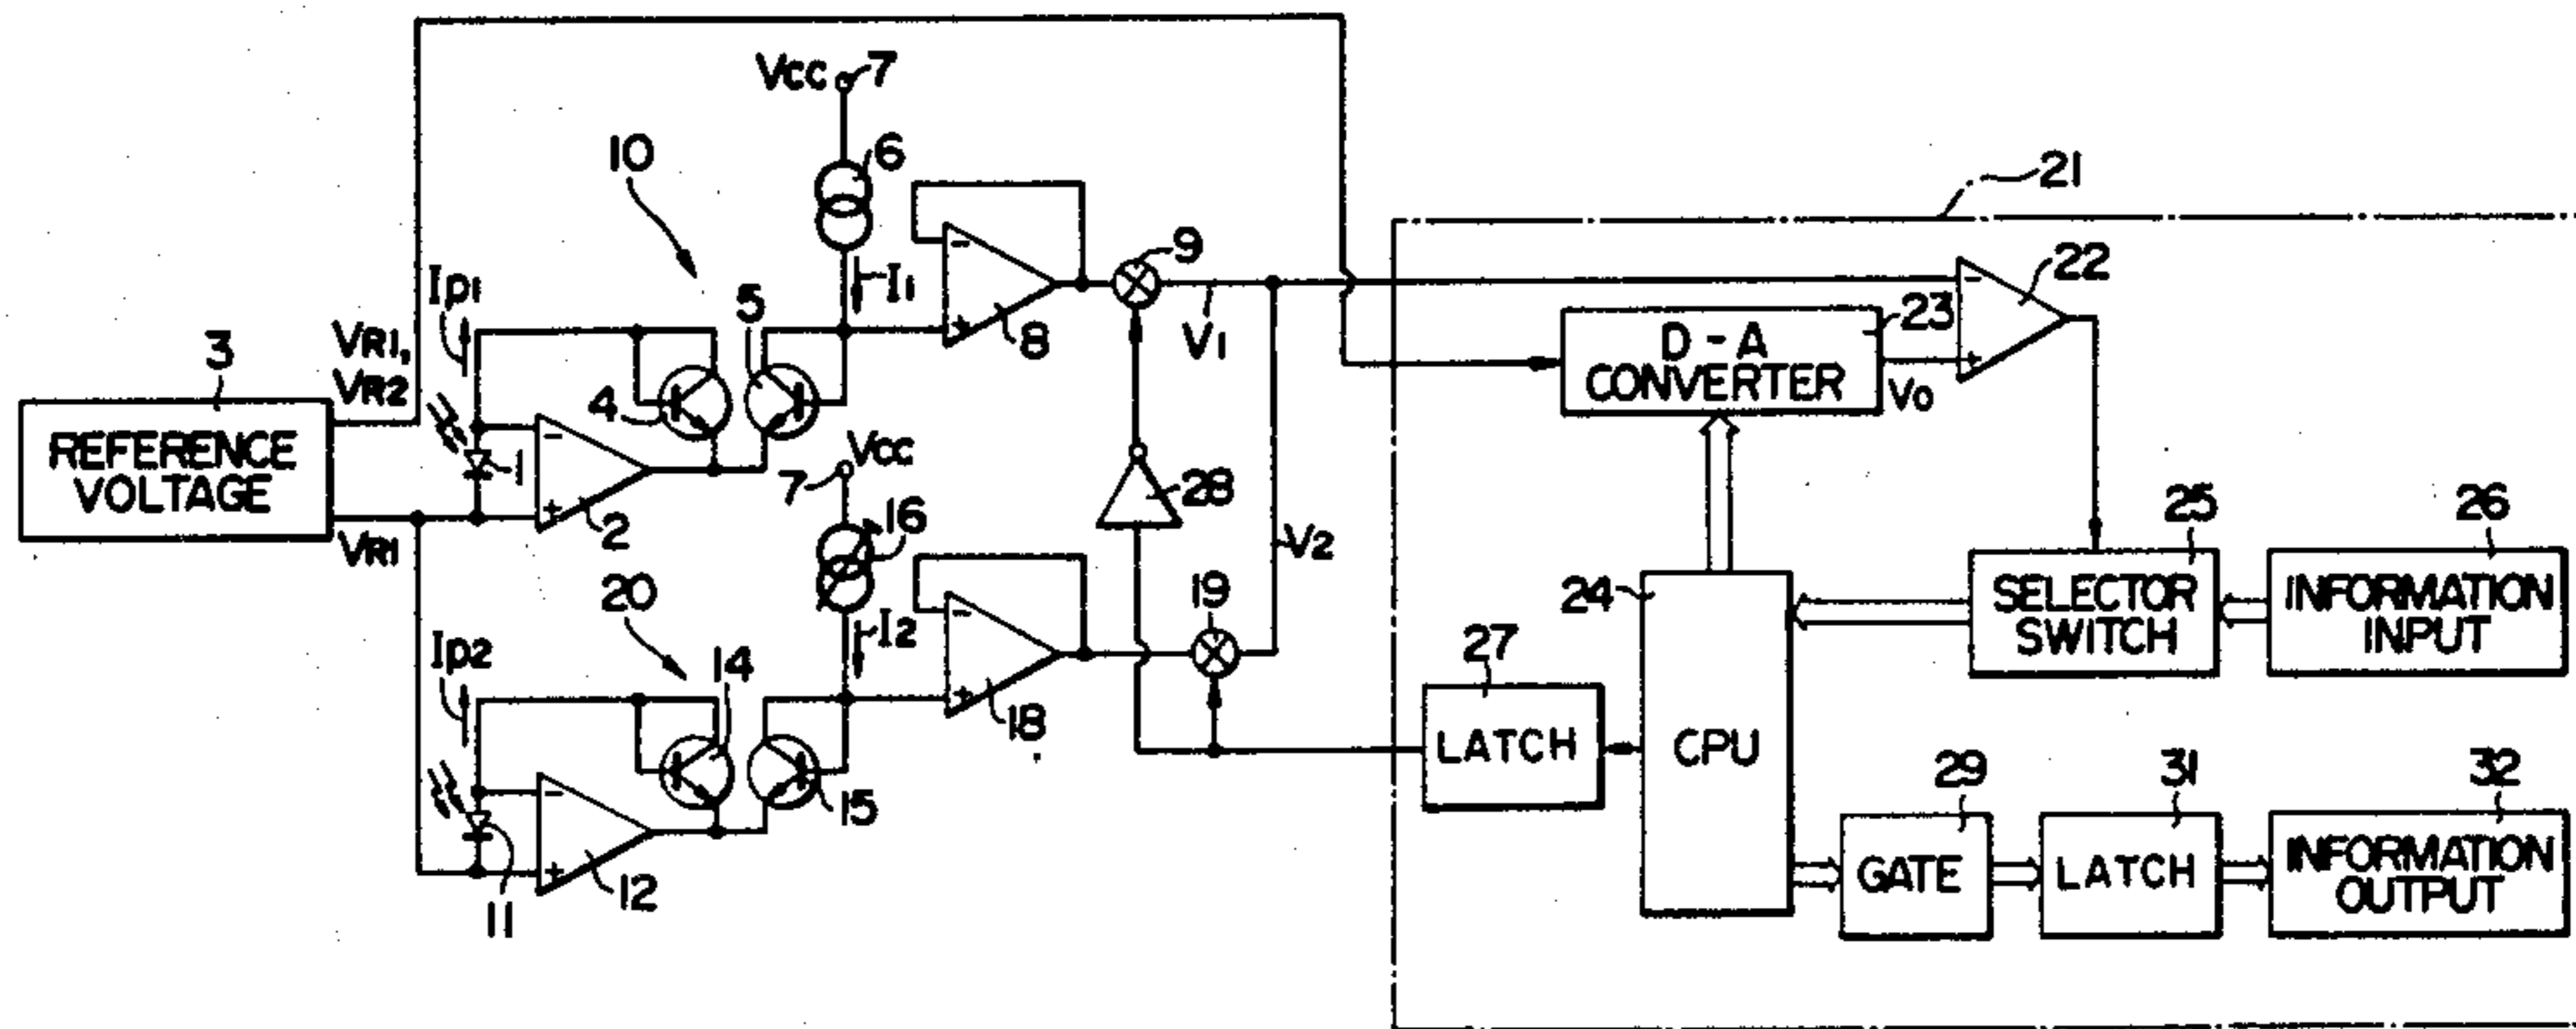 VCC 7
21
10
6
9
22
Ip1
5
I1
VR1,
VR2
3
4
8
V1
D-A
CONVERTER
23
V0
REFERENCE
VOLTAGE
1
2
VR1
VCC
7
16
28
V2
25
26
20
I2
19
24
SELECTOR
SWITCH
INFORMATION
INPUT
Ip2
14
27
18
LATCH
CPU
15
29
31
32
11
12
GATE
LATCH
INFORMATION
OUTPUT
- + - + - + - + - +